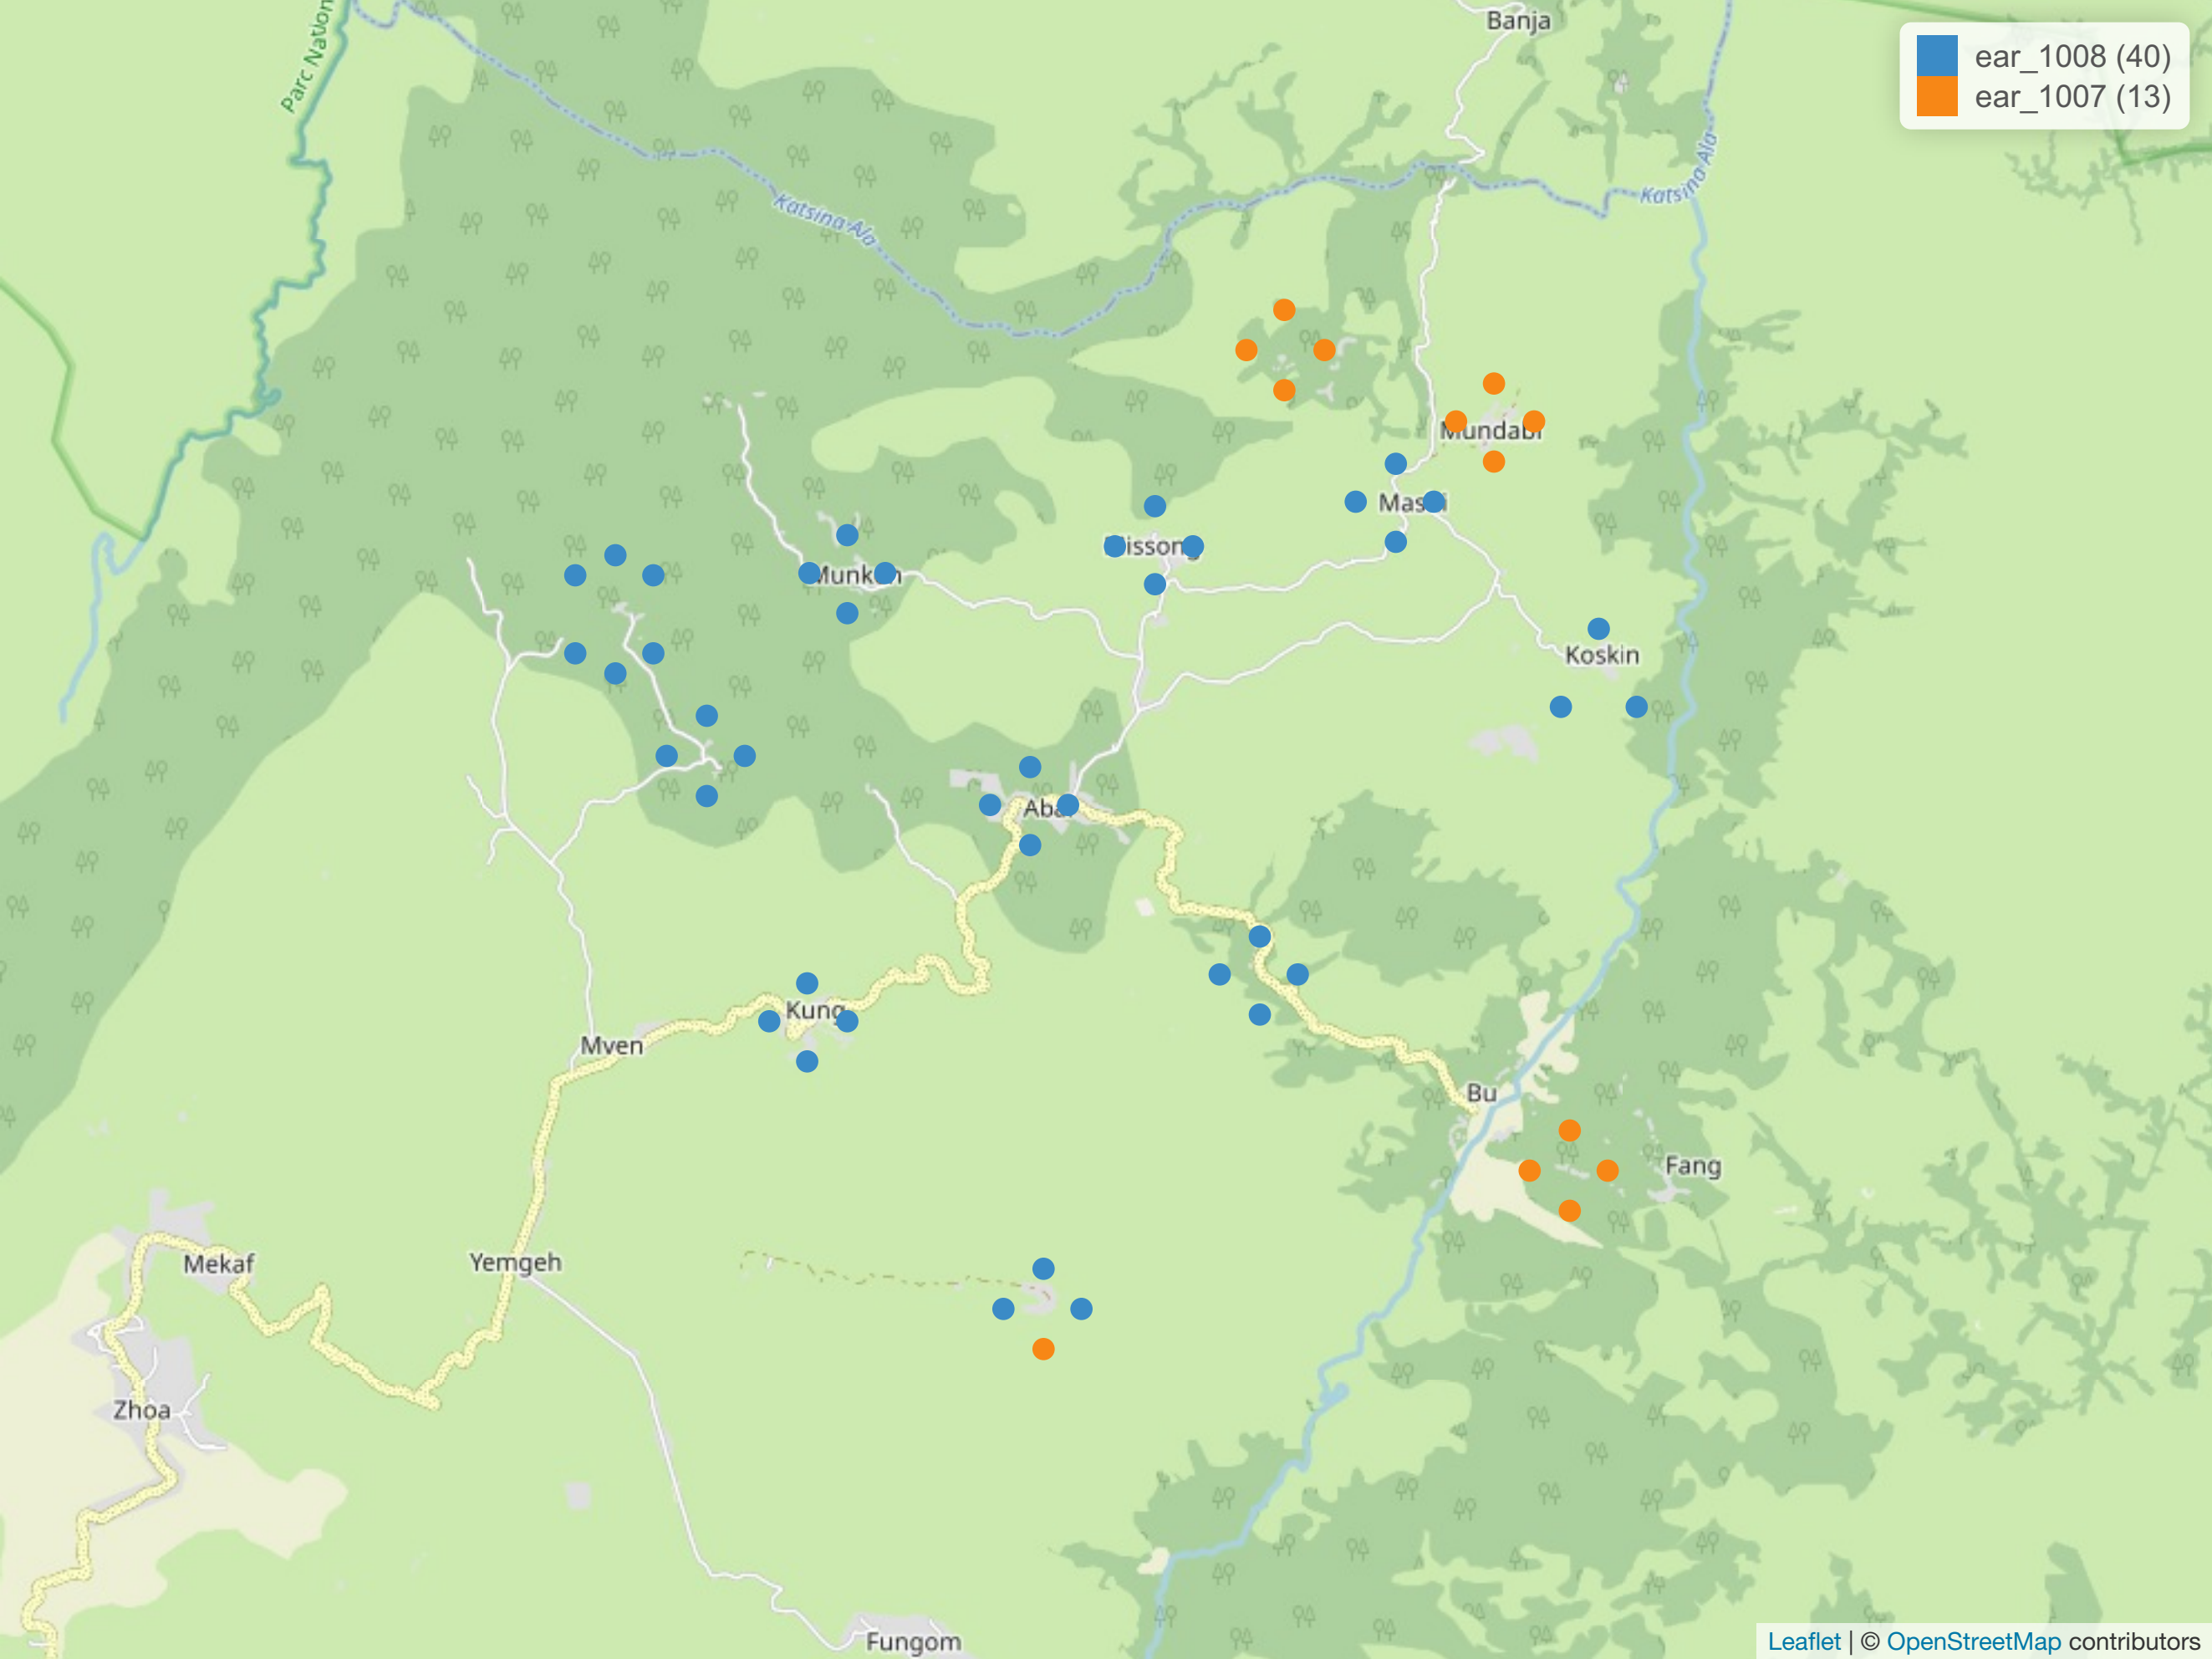 Banja
ear_1008 (40)
ear_1007 (13)
Katsina-Ala
Katsina-Ala
Koskin
Kung
Mven
Bu
Fang
Mekaf
Yemgeh
Zhoa
Fungom
Leaflet | © OpenStreetMap contributors